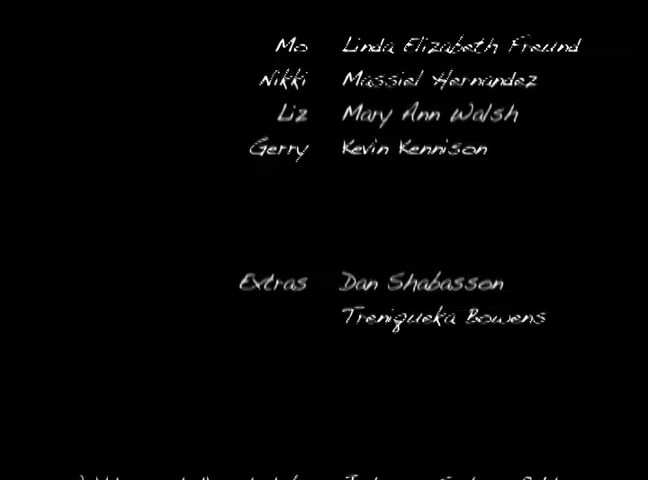 Mo Linda Elizabeth Freund
Nikki Massiel Hernandez
Liz Mary Ann Walsh
Gerry Kevin Kennison
Extras Dan Shabasson
Treniqueka Bowens